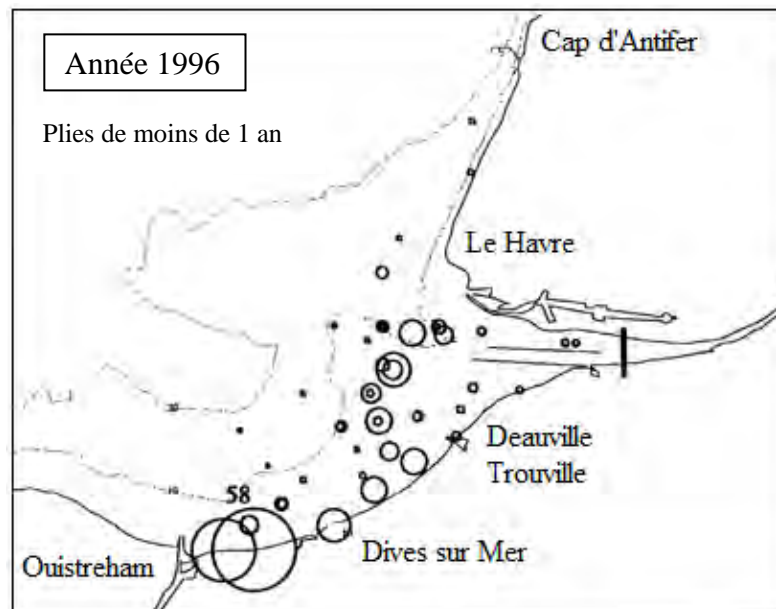 Année 1996
Cap d'Antifer
Plies de moins de 1 an
Le Havre
Deauville
Trouville
58
Dives sur Mer
Ouistreham